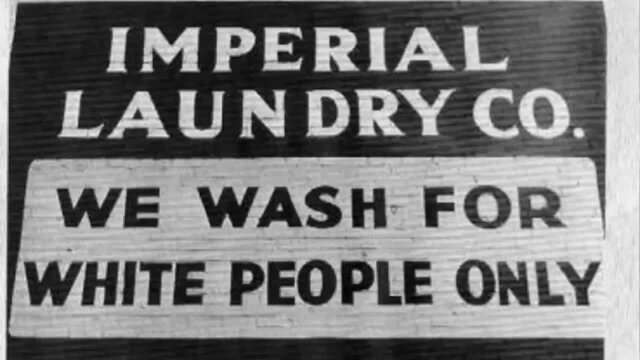 IMPERIAL
LAUNDRY CO.
WE WASH FOR
WHITE PEOPLE ONLY